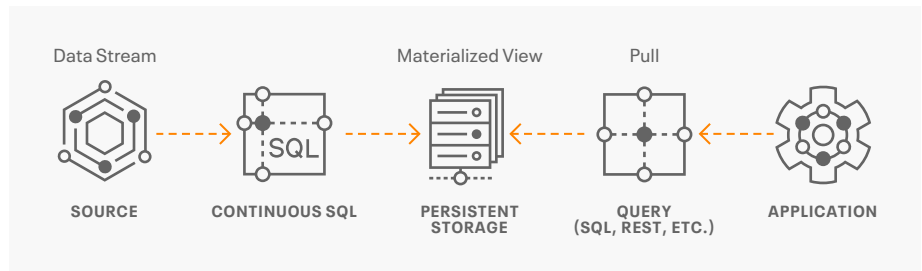 Data Stream
Materialized View
Pull
SQL
SOURCE
CONTINUOUS SQL
PERSISTENT
STORAGE
QUERY
(SQL, REST, ETC.)
APPLICATION